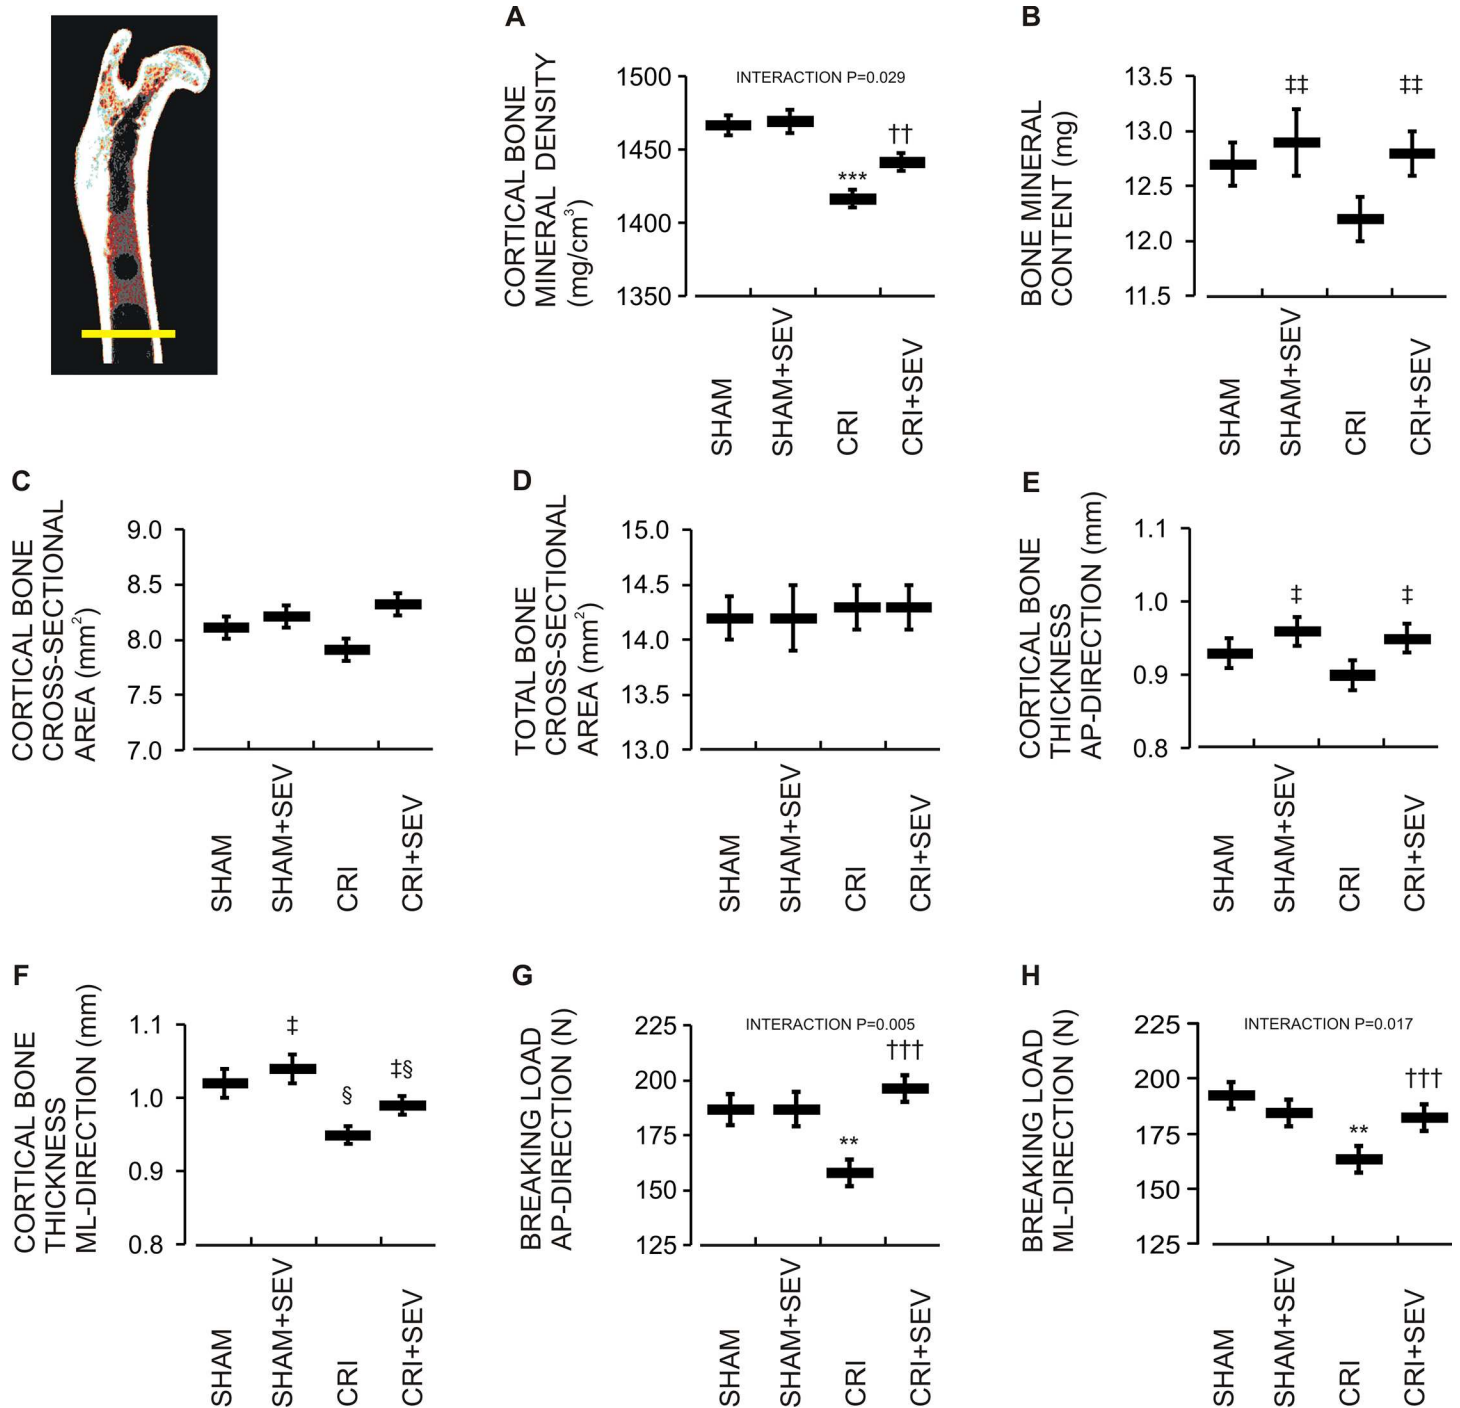 A
CORTICAL BONE
MINERAL DENSITY
(mg/cm³)
1500
1450
1400
1350
INTERACTION P=0.029
***
††
SHAM
SHAM+SEV
CRI
CRI+SEV
B
BONE MINERAL
CONTENT (mg)
13.5
13.0
12.5
12.0
11.5
‡‡
‡‡
SHAM
SHAM+SEV
CRI
CRI+SEV
C
CORTICAL BONE
CROSS-SECTIONAL
AREA (mm²)
9.0
8.5
8.0
7.5
7.0
SHAM
SHAM+SEV
CRI
CRI+SEV
D
TOTAL BONE
CROSS-SECTIONAL
AREA (mm²)
15.0
14.5
14.0
13.5
13.0
SHAM
SHAM+SEV
CRI
CRI+SEV
E
CORTICAL BONE
THICKNESS
AP-DIRECTION (mm)
1.1
1.0
0.9
0.8
‡
‡
SHAM
SHAM+SEV
CRI
CRI+SEV
F
CORTICAL BONE
THICKNESS
ML-DIRECTION (mm)
1.1
1.0
0.9
0.8
‡
§
‡§
SHAM
SHAM+SEV
CRI
CRI+SEV
G
BREAKING LOAD
AP-DIRECTION (N)
225
200
175
150
125
INTERACTION P=0.005
**
†††
SHAM
SHAM+SEV
CRI
CRI+SEV
H
BREAKING LOAD
ML-DIRECTION (N)
225
200
175
150
125
INTERACTION P=0.017
**
†††
SHAM
SHAM+SEV
CRI
CRI+SEV